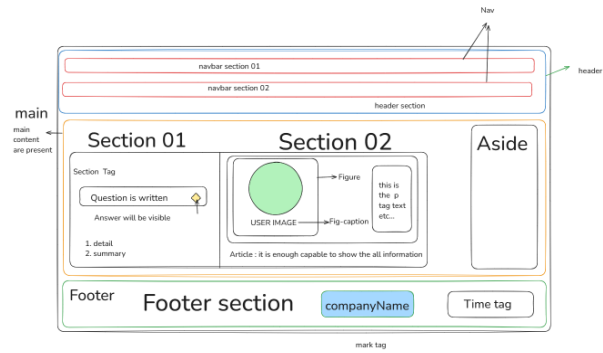 Nav
navbar section 01
header
navbar section 02
header section
main
main
content
are present
Section 01
Section 02
Aside
Section Tag
Figure
this is
the p
tag text
etc...
Question is written
Answer will be visible
USER IMAGE
Fig-caption
1. detail
2. summary
Article : it is enough capable to show the all information
Footer
Footer section
companyName
Time tag
mark tag